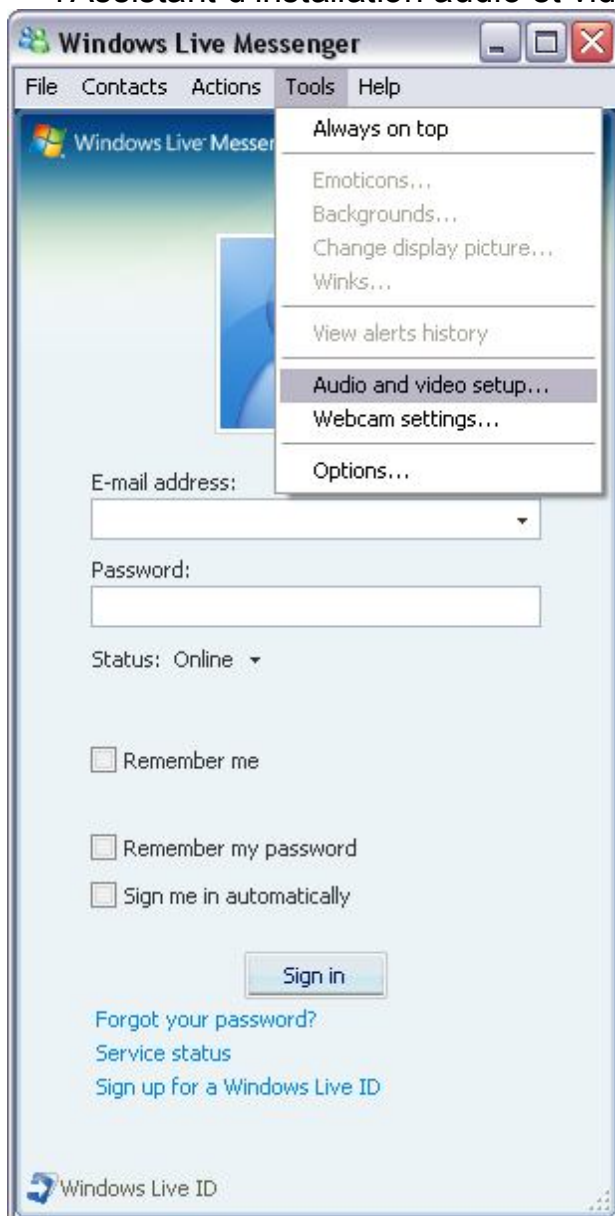 l'Assistant d'installation audio et
Windows Live Messenger
File Contacts Actions Tools Help
Windows Live Messen
Always on top
Emoticons...
Backgrounds...
Change display picture...
Winks...
View alerts history
Audio and video setup...
Webcam settings...
Options...
E-mail address:
Password:
Status: Online
Remember me
Remember my password
Sign me in automatically
Sign in
Forgot your password?
Service status
Sign up for a Windows Live ID
Windows Live ID